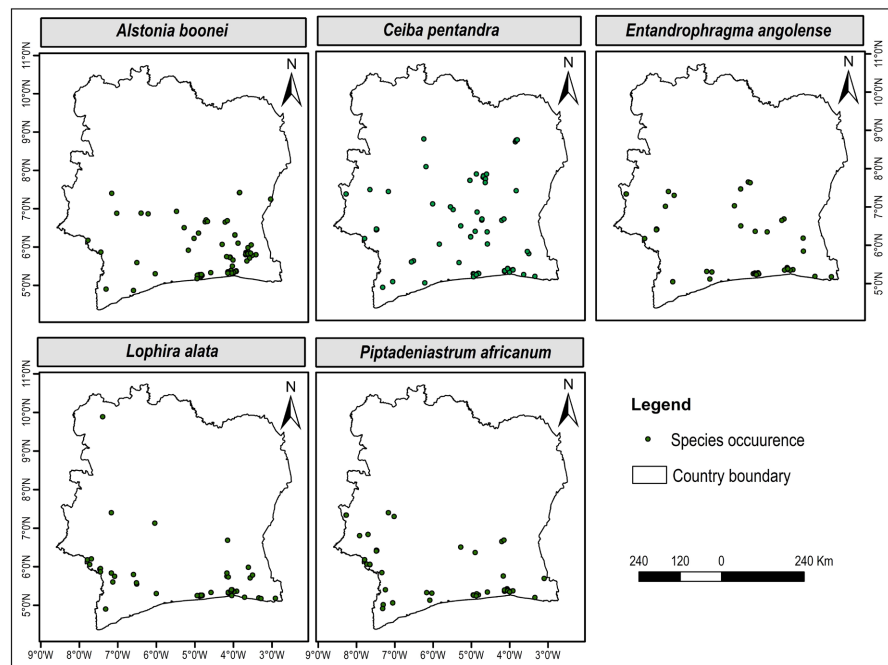 Alstonia boonei
Ceiba pentandra
Entandrophragma angolense
N
N
N
11°0'N
10°0'N
9°0'N
8°0'N
7°0'N
6°0'N
5°0'N
11°0'N
10°0'N
9°0'N
8°0'N
7°0'N
6°0'N
5°0'N
Lophira alata
Piptadeniastrum africanum
N
N
11°0'N
10°0'N
9°0'N
8°0'N
7°0'N
6°0'N
5°0'N
Legend
Species occuurence
Country boundary
240 120 0 240 Km
9°0'W 8°0'W 7°0'W 6°0'W 5°0'W 4°0'W 3°0'W
9°0'W 8°0'W 7°0'W 6°0'W 5°0'W 4°0'W 3°0'W